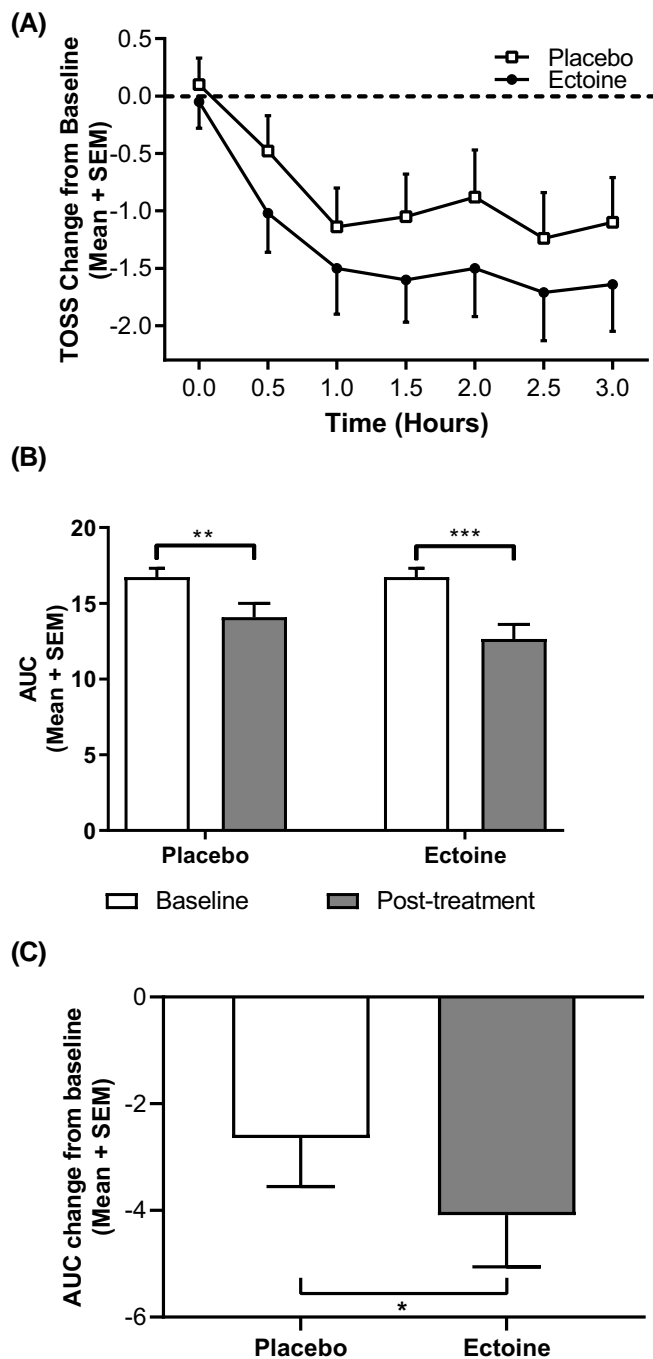 (A)
TOSS Change from Baseline
(Mean + SEM)
0.5
0.0
-0.5
-1.0
-1.5
-2.0
Placebo
Ectoine
0.0 0.5 1.0 1.5 2.0 2.5 3.0
Time (Hours)
(B)
AUC
(Mean + SEM)
20
15
10
5
0
**
***
Placebo Ectoine
Baseline Post-treatment
(C)
AUC change from baseline
(Mean + SEM)
0
-2
-4
-6
*
Placebo Ectoine